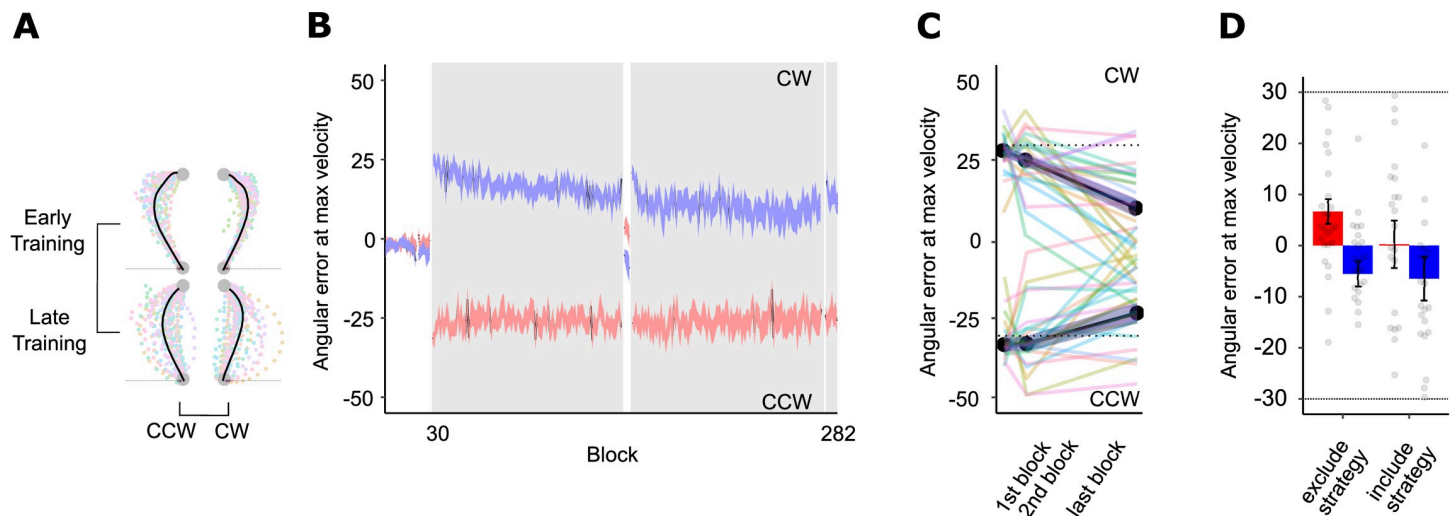 A
Early
Training
Late
Training
CCW
CW
B
Angular error at max velocity
50
25
0
-25
-50
CW
CCW
30
282
Block
C
Angular error at max velocity
50
25
0
-25
-50
CW
CCW
1st block
2nd block
last block
D
Angular error at max velocity
30
20
10
0
-10
-20
-30
exclude
strategy
include
strategy